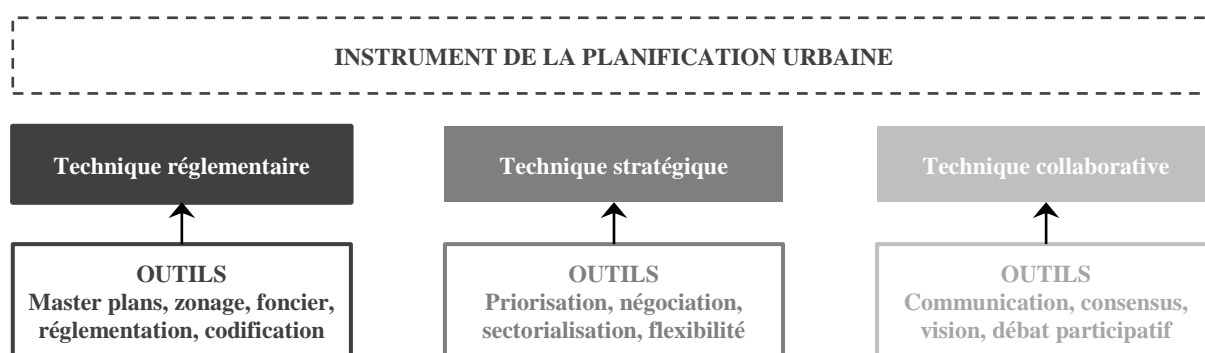 INSTRUMENT DE LA PLANIFICATION URBAINE
Technique réglementaire
Technique stratégique
Technique collaborative
OUTILS
Master plans, zonage, foncier,
réglementation, codification
OUTILS
Priorisation, négociation,
sectorialisation, flexibilité
OUTILS
Communication, consensus,
vision, débat participatif